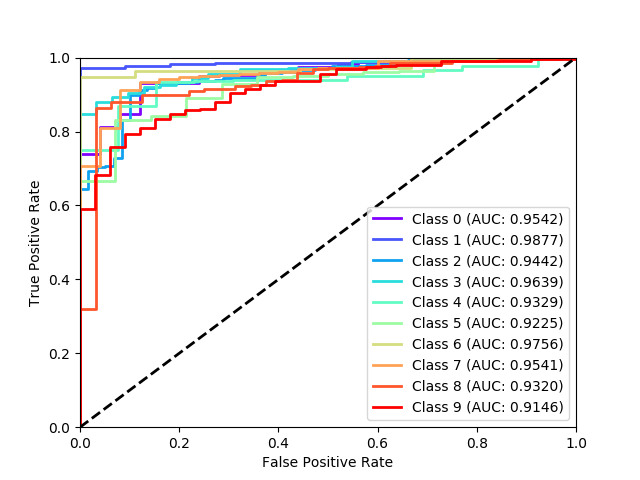 1.0
0.8
0.6
0.4
0.2
0.0
True Positive Rate
Class 0 (AUC: 0.9542)
Class 1 (AUC: 0.9877)
Class 2 (AUC: 0.9442)
Class 3 (AUC: 0.9639)
Class 4 (AUC: 0.9329)
Class 5 (AUC: 0.9225)
Class 6 (AUC: 0.9756)
Class 7 (AUC: 0.9541)
Class 8 (AUC: 0.9320)
Class 9 (AUC: 0.9146)
0.0 0.2 0.4 0.6 0.8 1.0
False Positive Rate